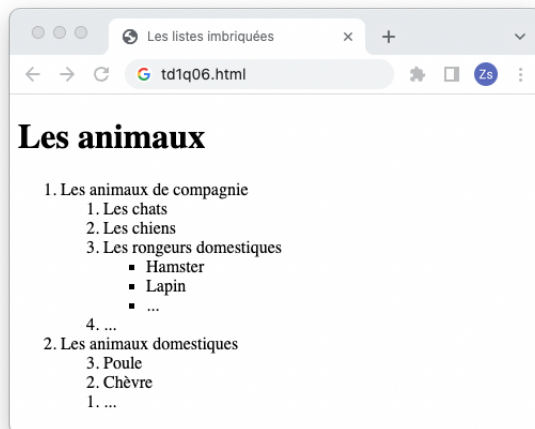 Les listes imbriquées
td1q06.html
Zs
Les animaux
1. Les animaux de compagnie
1. Les chats
2. Les chiens
3. Les rongeurs domestiques
▪ Hamster
▪ Lapin
▪ ...
4. ...
2. Les animaux domestiques
3. Poule
2. Chèvre
1. ...